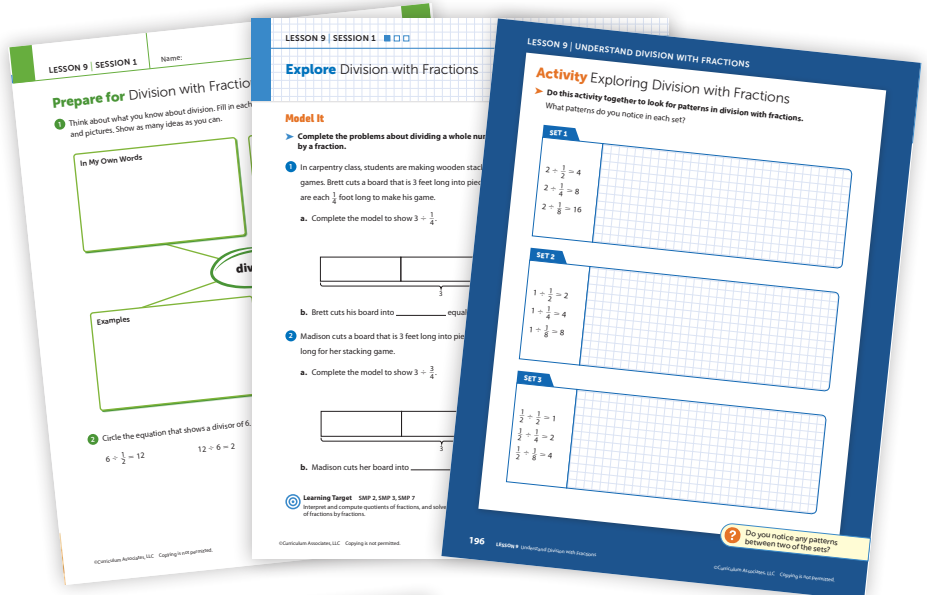 LESSON 9 | SESSION 1
Name:
Prepare for Division with Fractio
1 Think about what you know about division. Fill in each
and pictures. Show as many ideas as you can.
In My Own Words
div
Examples
2 Circle the equation that shows a divisor of 6.
6 ÷ 1/2 = 12
12 ÷ 6 = 2
©Curriculum Associates, LLC Copying is not permitted.
LESSON 9 | SESSION 1
Explore Division with Fractions
Model It
➤ Complete the problems about dividing a whole nu
by a fraction.
1 In carpentry class, students are making wooden stac
games. Brett cuts a board that is 3 feet long into piec
are each 1/4 foot long to make his game.
a. Complete the model to show 3 ÷ 1/4.
3
b. Brett cuts his board into ________ equal
2 Madison cuts a board that is 3 feet long into pie
long for her stacking game.
a. Complete the model to show 3 ÷ 3/4.
3
b. Madison cuts her board into ________
Learning Target SMP 2, SMP 3, SMP 7
Interpret and compute quotients of fractions, and solve
of fractions by fractions.
©Curriculum Associates, LLC Copying is not permitted.
LESSON 9 | UNDERSTAND DIVISION WITH FRACTIONS
Activity Exploring Division with Fractions
➤ Do this activity together to look for patterns in division with fractions.
What patterns do you notice in each set?
SET 1
2 ÷ 1/2 = 4
2 ÷ 1/4 = 8
2 ÷ 1/8 = 16
SET 2
1 ÷ 1/2 = 2
1 ÷ 1/4 = 4
1 ÷ 1/8 = 8
SET 3
1/2 ÷ 1/2 = 1
1/2 ÷ 1/4 = 2
1/2 ÷ 1/8 = 4
? Do you notice any patterns
between two of the sets?
196 LESSON 9 Understand Division with Fractions
©Curriculum Associates, LLC Copying is not permitted.